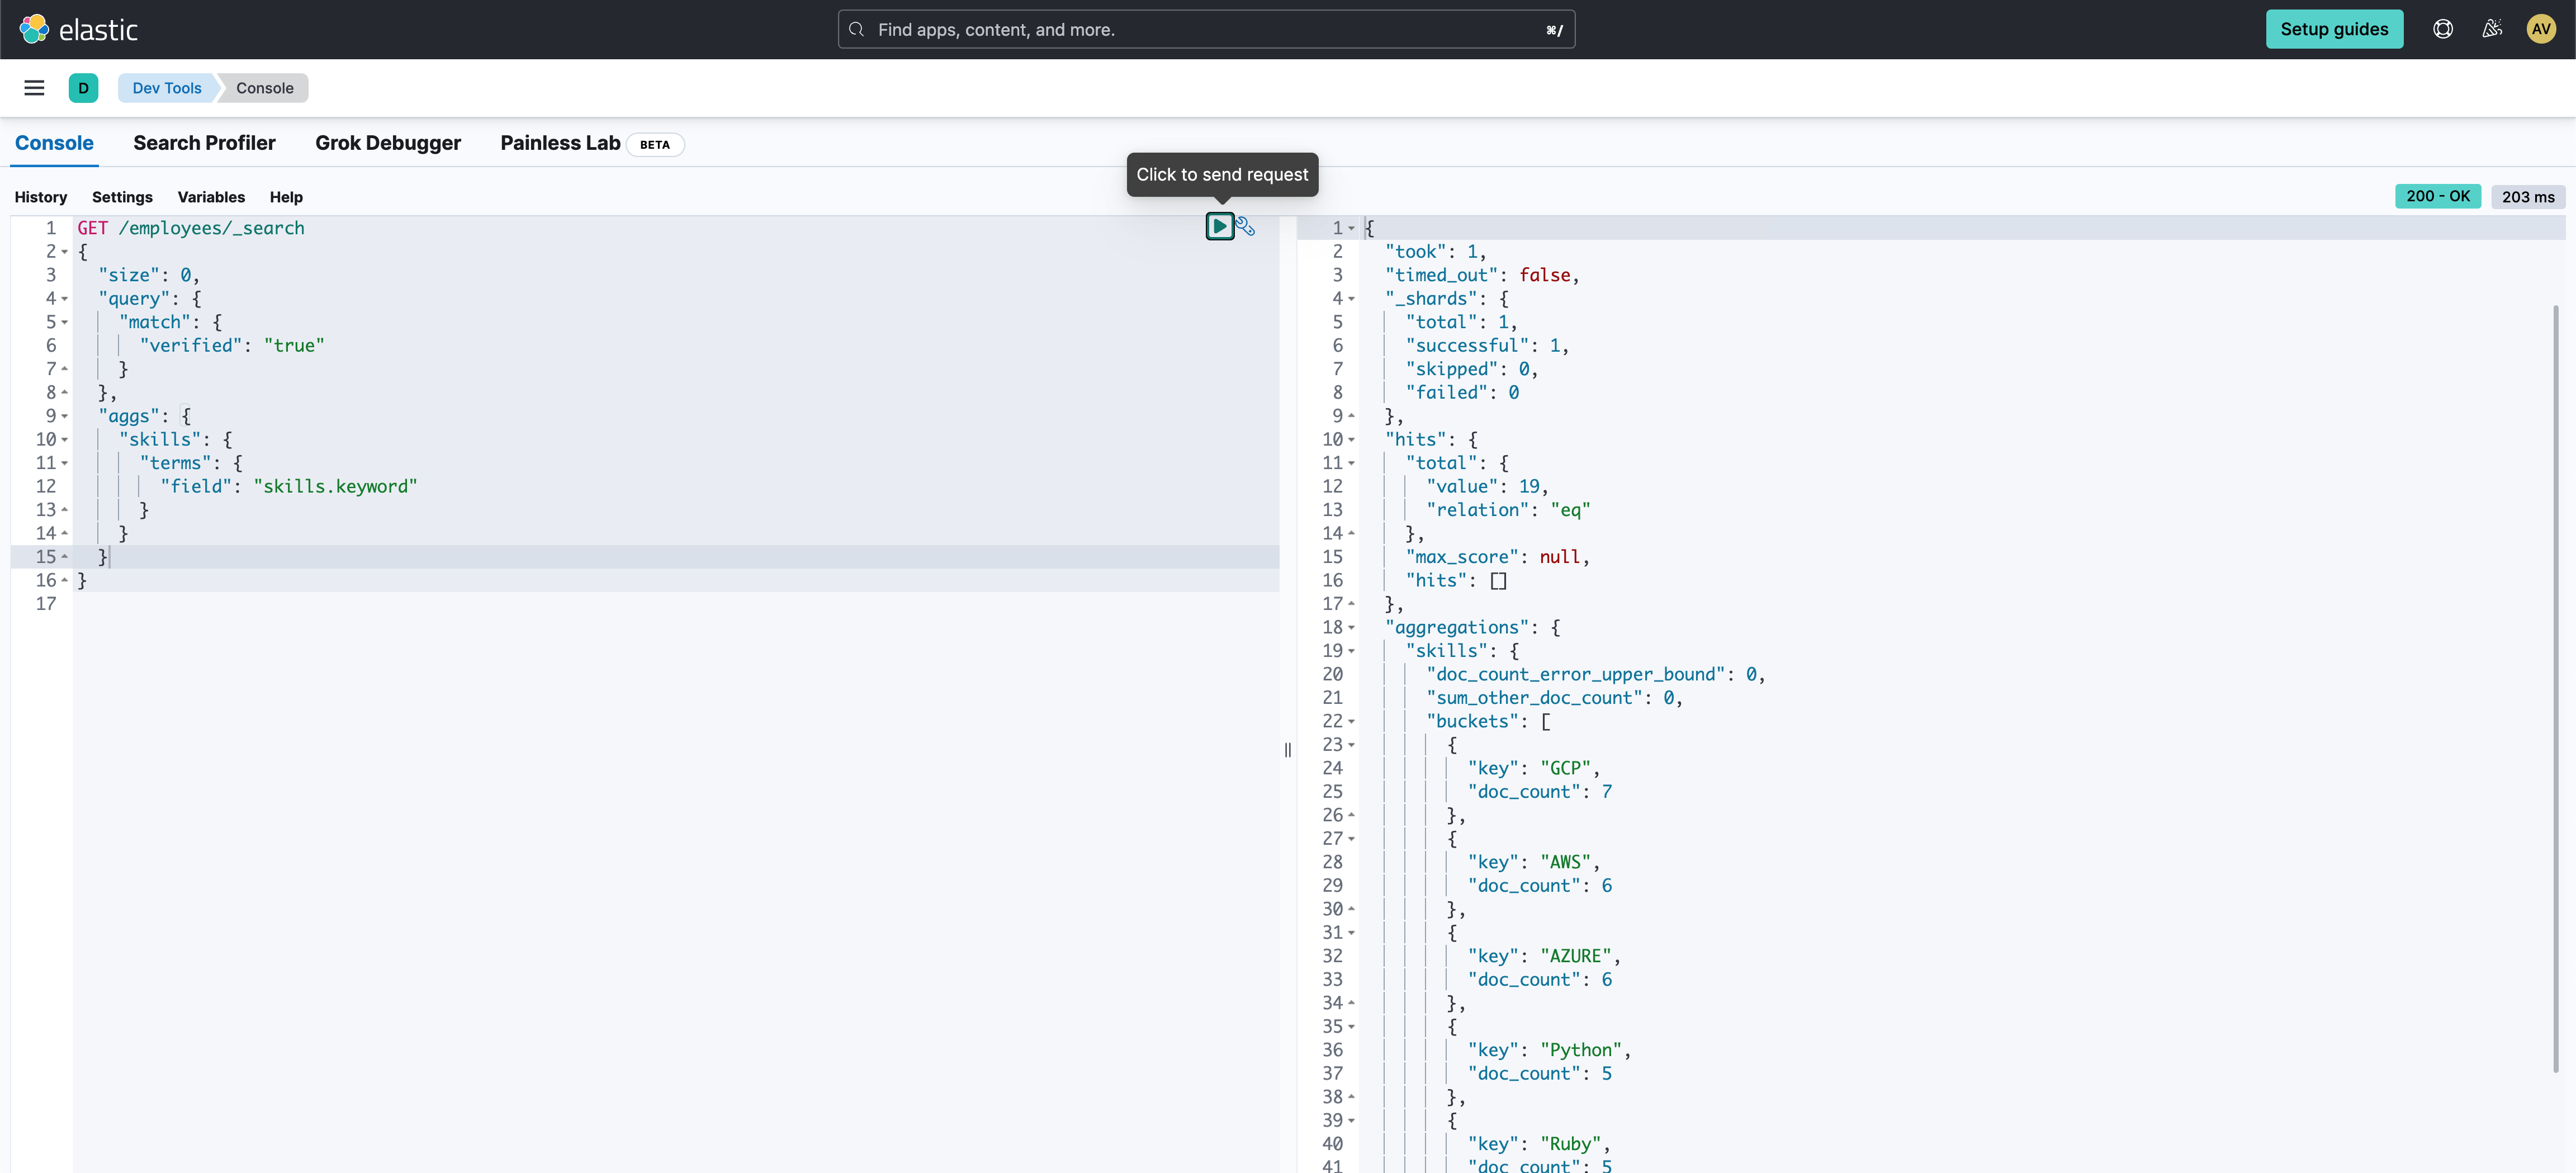 elastic
Find apps, content, and more.
⌘/
Setup guides
AV
D
Dev Tools
Console
Console
Search Profiler
Grok Debugger
Painless Lab
BETA
Click to send request
History
Settings
Variables
Help
200 - OK
203 ms
1 GET /employees/_search
2 {
3 "size": 0,
4 "query": {
5 "match": {
6 "verified": "true"
7 }
8 },
9 "aggs": {
10 "skills": {
11 "terms": {
12 "field": "skills.keyword"
13 }
14 }
15 }
16 }
17
1 {
2 "took": 1,
3 "timed_out": false,
4 "_shards": {
5 "total": 1,
6 "successful": 1,
7 "skipped": 0,
8 "failed": 0
9 },
10 "hits": {
11 "total": {
12 "value": 19,
13 "relation": "eq"
14 },
15 "max_score": null,
16 "hits": []
17 },
18 "aggregations": {
19 "skills": {
20 "doc_count_error_upper_bound": 0,
21 "sum_other_doc_count": 0,
22 "buckets": [
23 {
24 "key": "GCP",
25 "doc_count": 7
26 },
27 {
28 "key": "AWS",
29 "doc_count": 6
30 },
31 {
32 "key": "AZURE",
33 "doc_count": 6
34 },
35 {
36 "key": "Python",
37 "doc_count": 5
38 },
39 {
40 "key": "Ruby",
41 "doc_count": 5